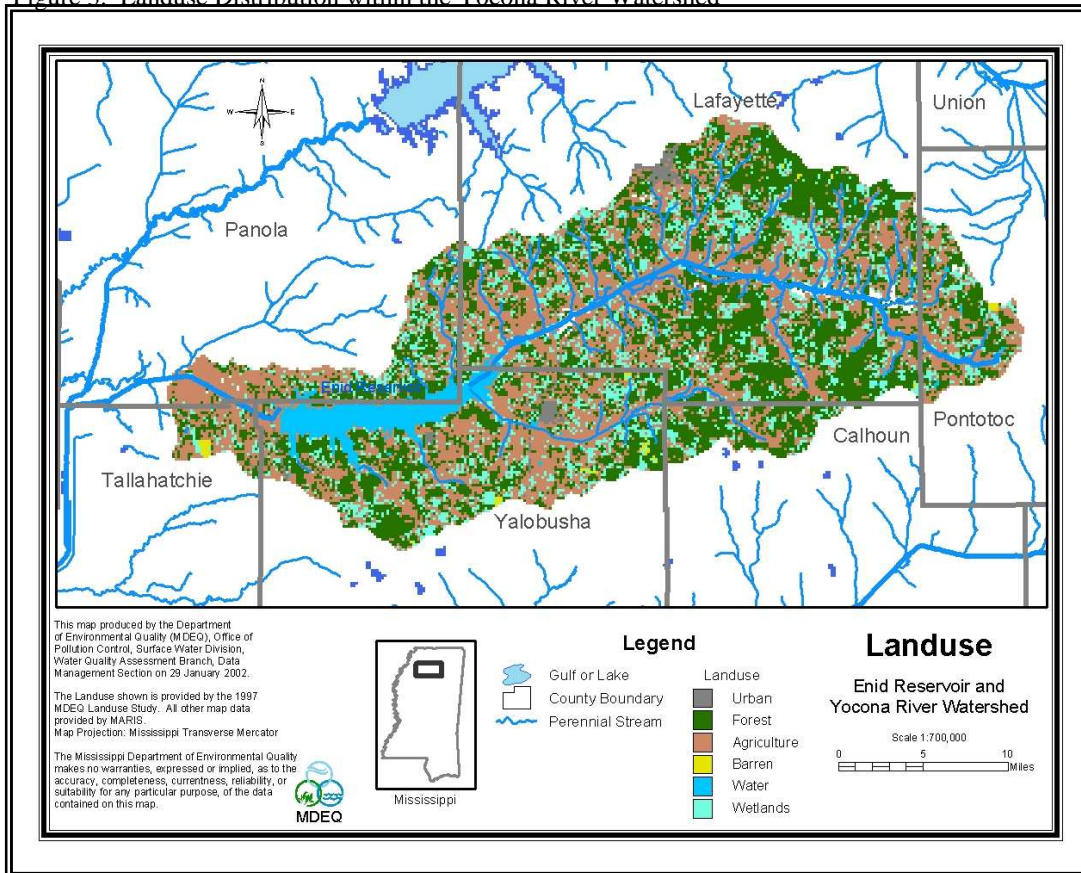 Figure 3. Landuse Distribution within the Yocona River Watershed
N
W
E
S
Lafayette
Union
Panola
Enid Reservoir
Pontotoc
Calhoun
Tallahatchie
Yalobusha
This map produced by the Department
of Environmental Quality (MDEQ), Office of
Pollution Control, Surface Water Division,
Water Quality Assessment Branch, Data
Management Section on 29 January 2002.
The Landuse shown is provided by the 1997
MDEQ Landuse Study. All other map data
provided by MARIS.
Map Projection: Mississippi Transverse Mercator
The Mississippi Department of Environmental Quality
makes no warranties, expressed or implied, as to the
accuracy, completeness, currentness, reliability, or
suitability for any particular purpose, of the data
contained on this map.
MDEQ
Mississippi
Legend
Gulf or Lake
County Boundary
Perennial Stream
Landuse
Urban
Forest
Agriculture
Barren
Water
Wetlands
Landuse
Enid Reservoir and
Yocona River Watershed
Scale 1:700,000
0 5 10
Miles